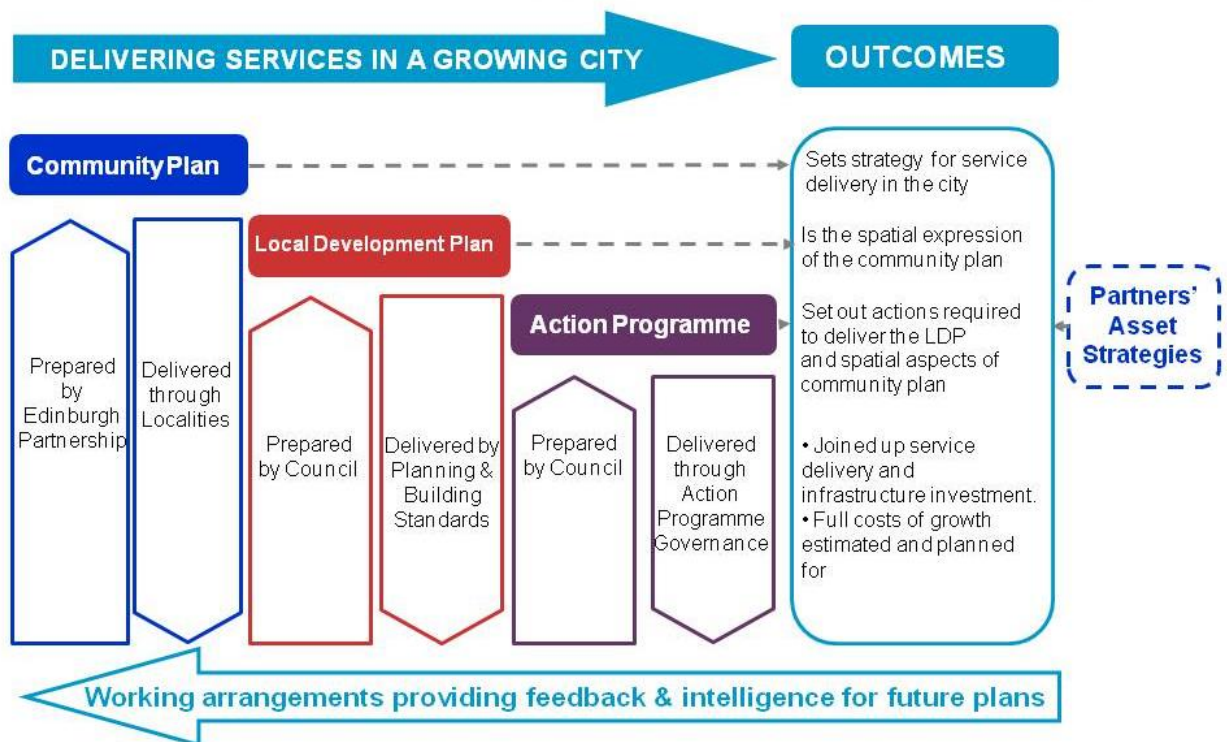 DELIVERING SERVICES IN A GROWING CITY
OUTCOMES
Community Plan
Prepared
by
Edinburgh
Partnership
Delivered
through
Localities
Local Development Plan
Prepared
by Council
Delivered by
Planning &
Building
Standards
Action Programme
Prepared
by Council
Delivered
through
Action
Programme
Governance
Sets strategy for service
delivery in the city
Is the spatial expression
of the community plan
Set out actions required
to deliver the LDP
and spatial aspects of
community plan
• Joined up service
delivery and
infrastructure investment.
• Full costs of growth
estimated and planned
for
Partners'
Asset
Strategies
Working arrangements providing feedback & intelligence for future plans